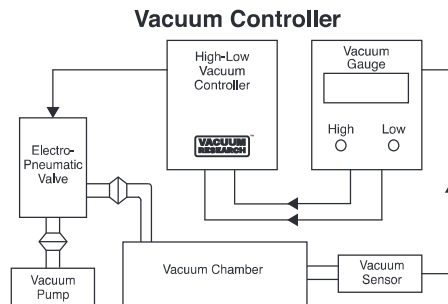 Vacuum Controller
High-Low
Vacuum
Controller
VACUUM
RESEARCH
™
Vacuum
Gauge
High
Low
Electro-
Pneumatic
Valve
Vacuum Chamber
Vacuum
Sensor
Vacuum
Pump